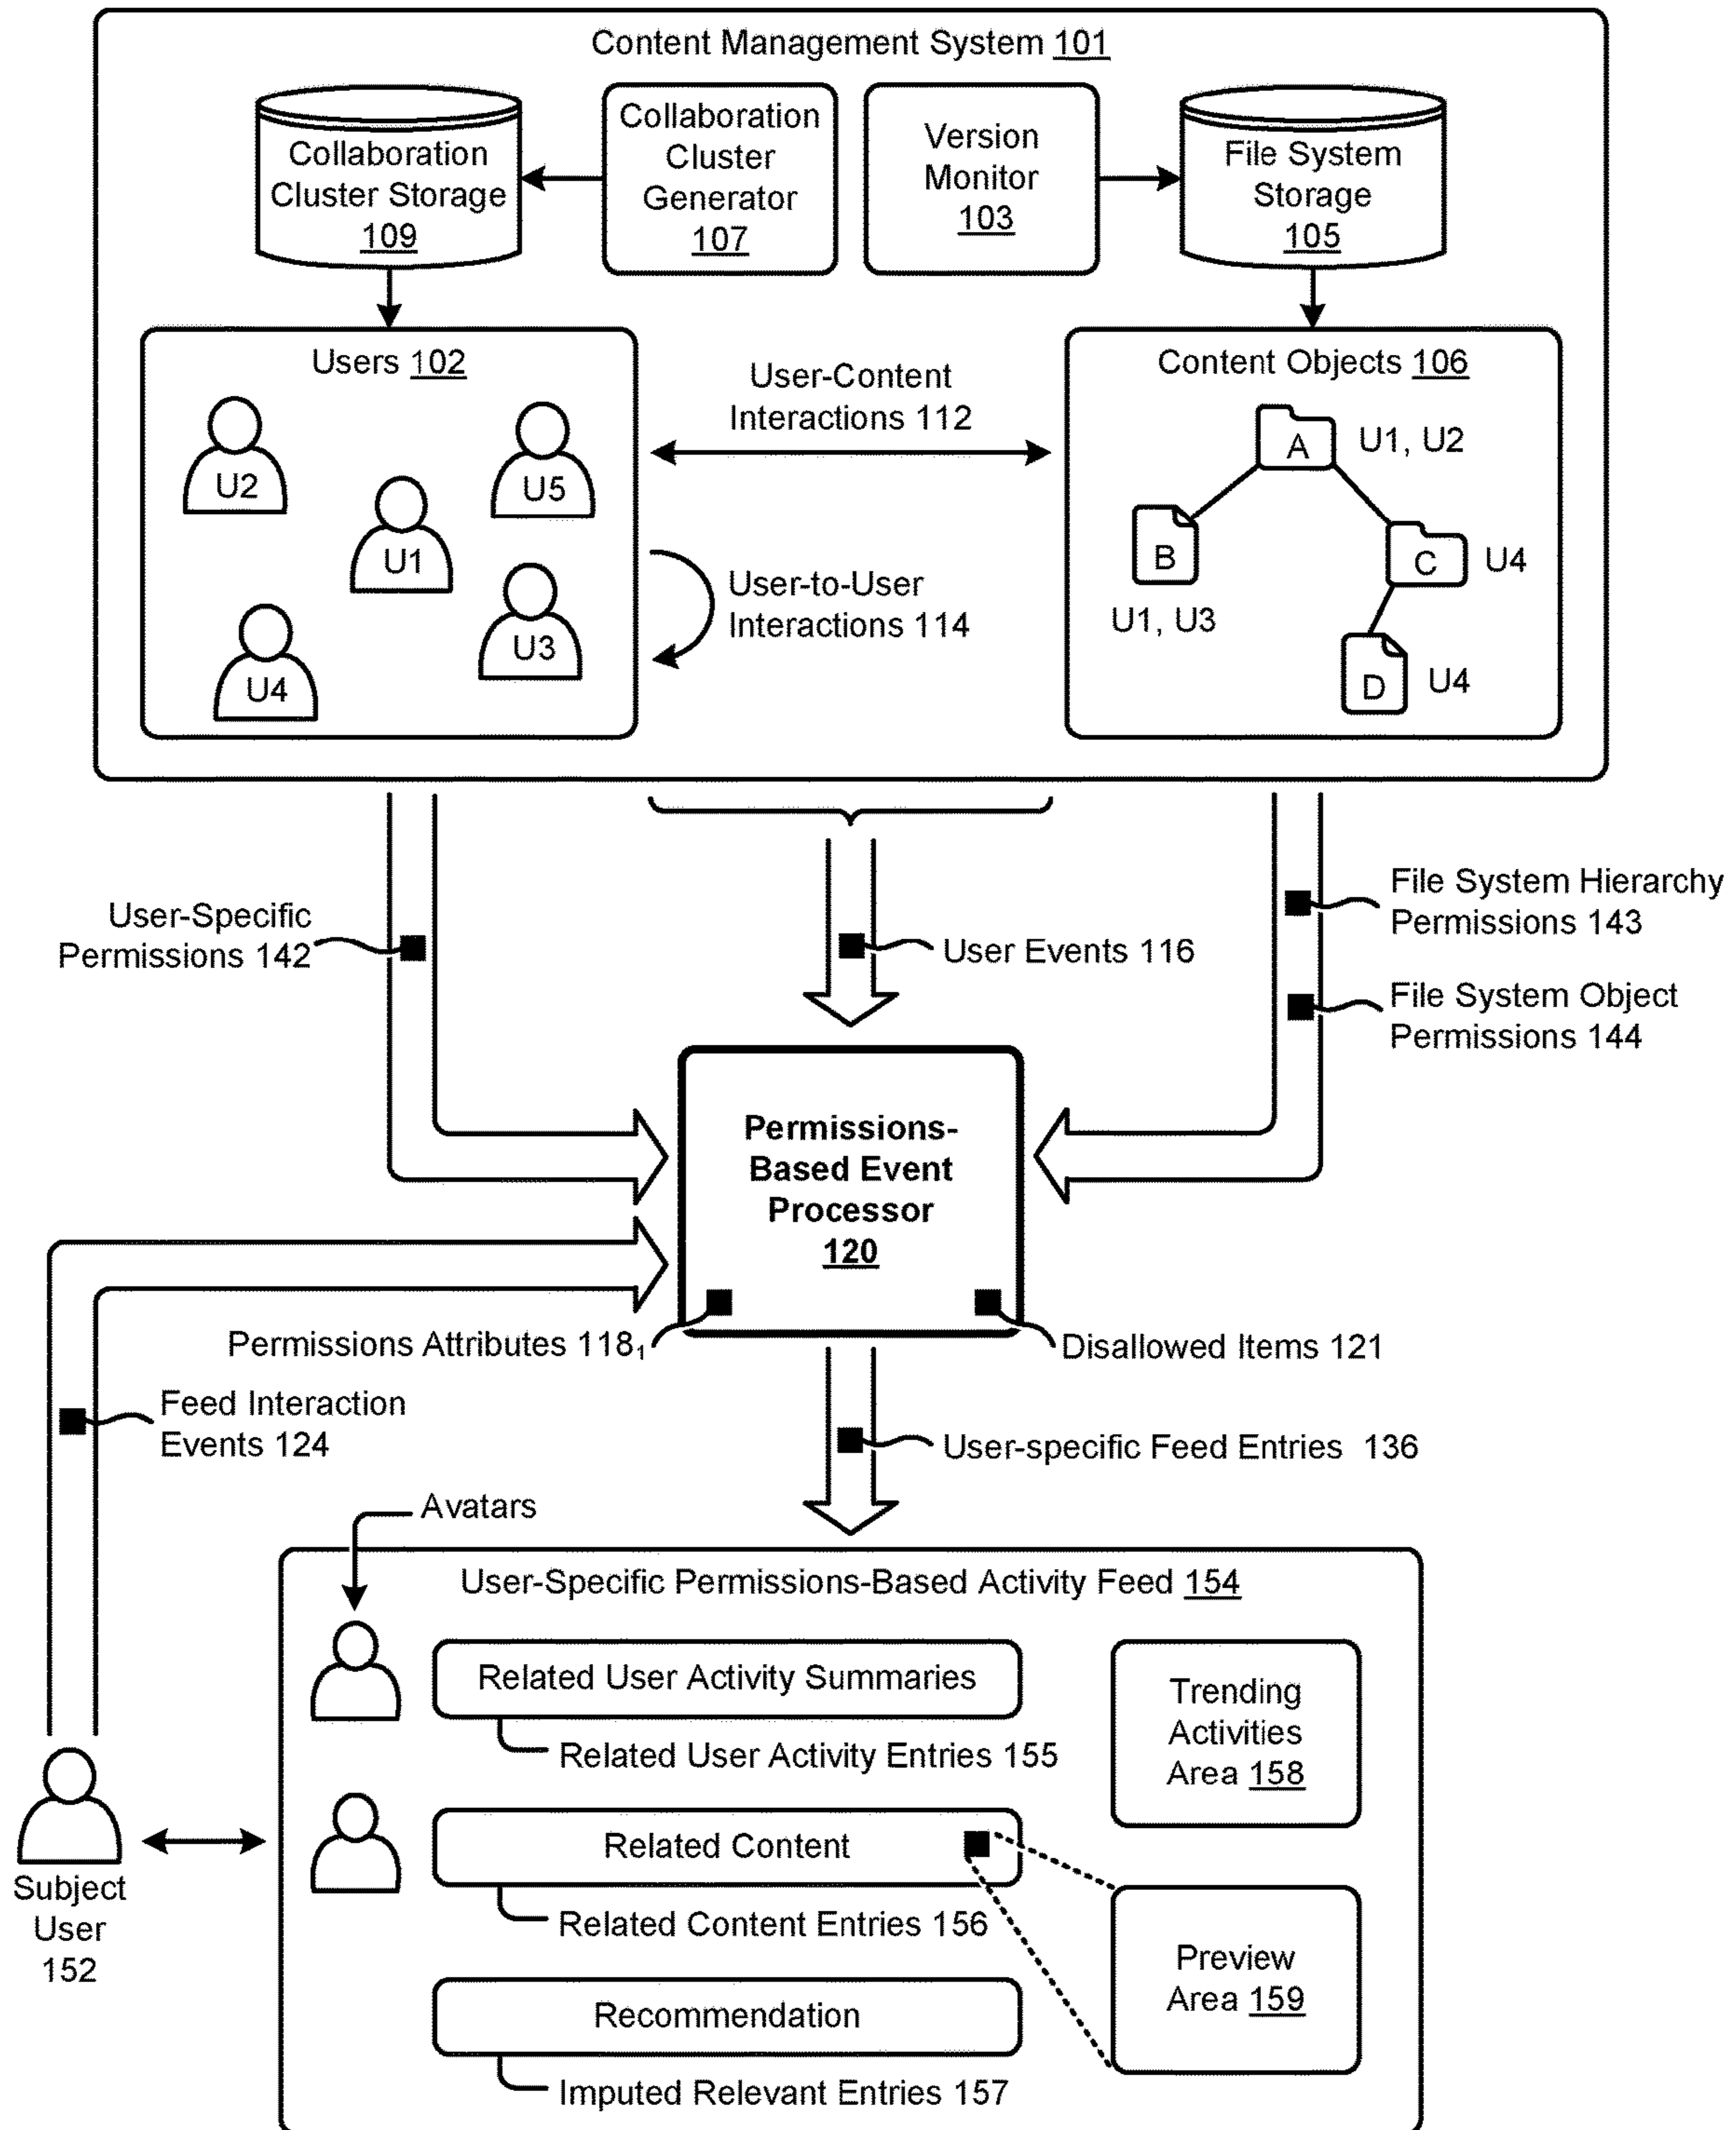 Content Management System 101
Collaboration
Cluster Storage
109
Collaboration
Cluster
Generator
107
Version
Monitor
103
File System
Storage
105
Users 102
U2
U5
U1
U3
U4
User-Content
Interactions 112
User-to-User
Interactions 114
Content Objects 106
A
U1, U2
B
U1, U3
C
U4
D
U4
User-Specific
Permissions 142
User Events 116
File System Hierarchy
Permissions 143
File System Object
Permissions 144
Permissions-
Based Event
Processor
120
Permissions Attributes 118₁
Disallowed Items 121
Feed Interaction
Events 124
User-specific Feed Entries 136
Avatars
User-Specific Permissions-Based Activity Feed 154
Related User Activity Summaries
Related User Activity Entries 155
Trending
Activities
Area 158
Related Content
Related Content Entries 156
Subject
User
152
Preview
Area 159
Recommendation
Imputed Relevant Entries 157